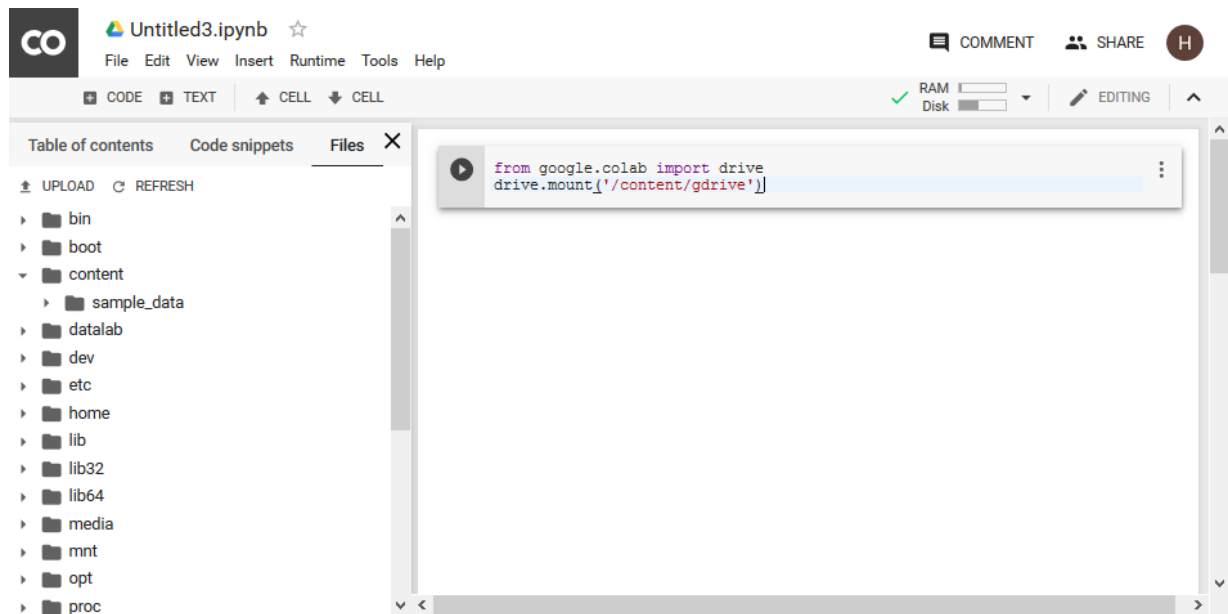 CO
Untitled3.ipynb
File Edit View Insert Runtime Tools Help
COMMENT SHARE H
CODE TEXT CELL CELL
RAM
Disk
EDITING
Table of contents Code snippets Files
UPLOAD REFRESH
bin
boot
content
sample_data
datalab
dev
etc
home
lib
lib32
lib64
media
mnt
opt
proc
from google.colab import drive
drive.mount('/content/gdrive')